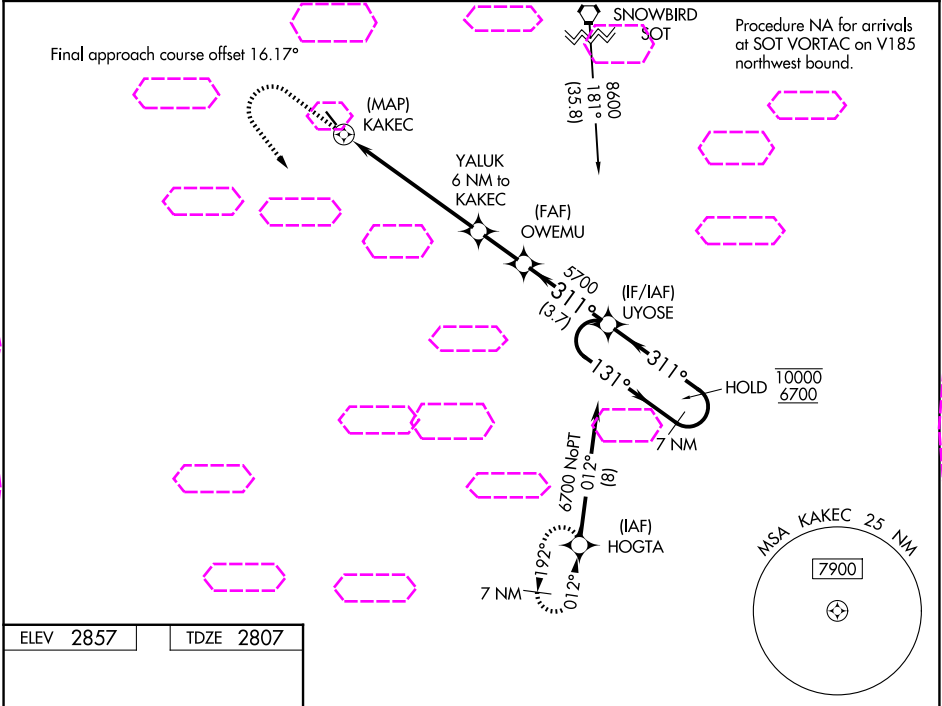 Final approach course offset 16.17°
SNOWBIRD
SOT
Procedure NA for arrivals
at SOT VORTAC on V185
northwest bound.
8000
181°
(35.8)
(MAP)
KAKEC
YALUK
6 NM to
KAKEC
(FAF)
OWEMU
5700
311°
(3.7)
(IF/IAF)
UYOSE
311°
131°
HOLD
10000
6700
7 NM
6700 NoPT
012°
(8)
(IAF)
HOGTA
192°
012°
7 NM
MSA KAKEC 25 NM
7900
ELEV 2857
TDZE 2807